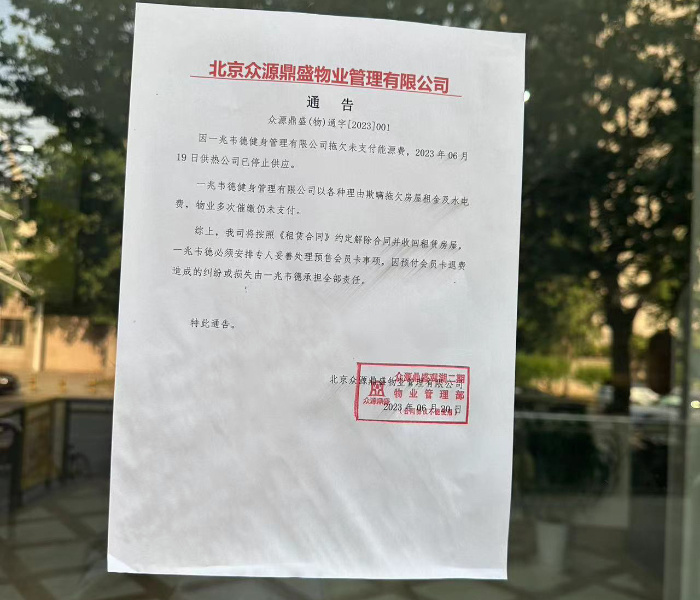 北京众源鼎盛物业管理有限公司
通 告
众源鼎盛(物)通字[2023]001
因一兆韦德健身管理有限公司拖欠未支付能源费，2023年06月
19日供热公司已停止供应。
一兆韦德健身管理有限公司以各种理由欺瞒拖欠房屋租金及水电
费，物业多次催缴仍未支付。
综上，我司将按照《租赁合同》约定解除合同并收回租赁房屋，
一兆韦德必须安排专人妥善处理预售会员卡事项，因预付会员卡退费
造成的纠纷或损失由一兆韦德承担全部责任。
特此通告。
北京众源鼎盛物业管理有限公司
2023年06月20日
众源鼎盛
物业管理部